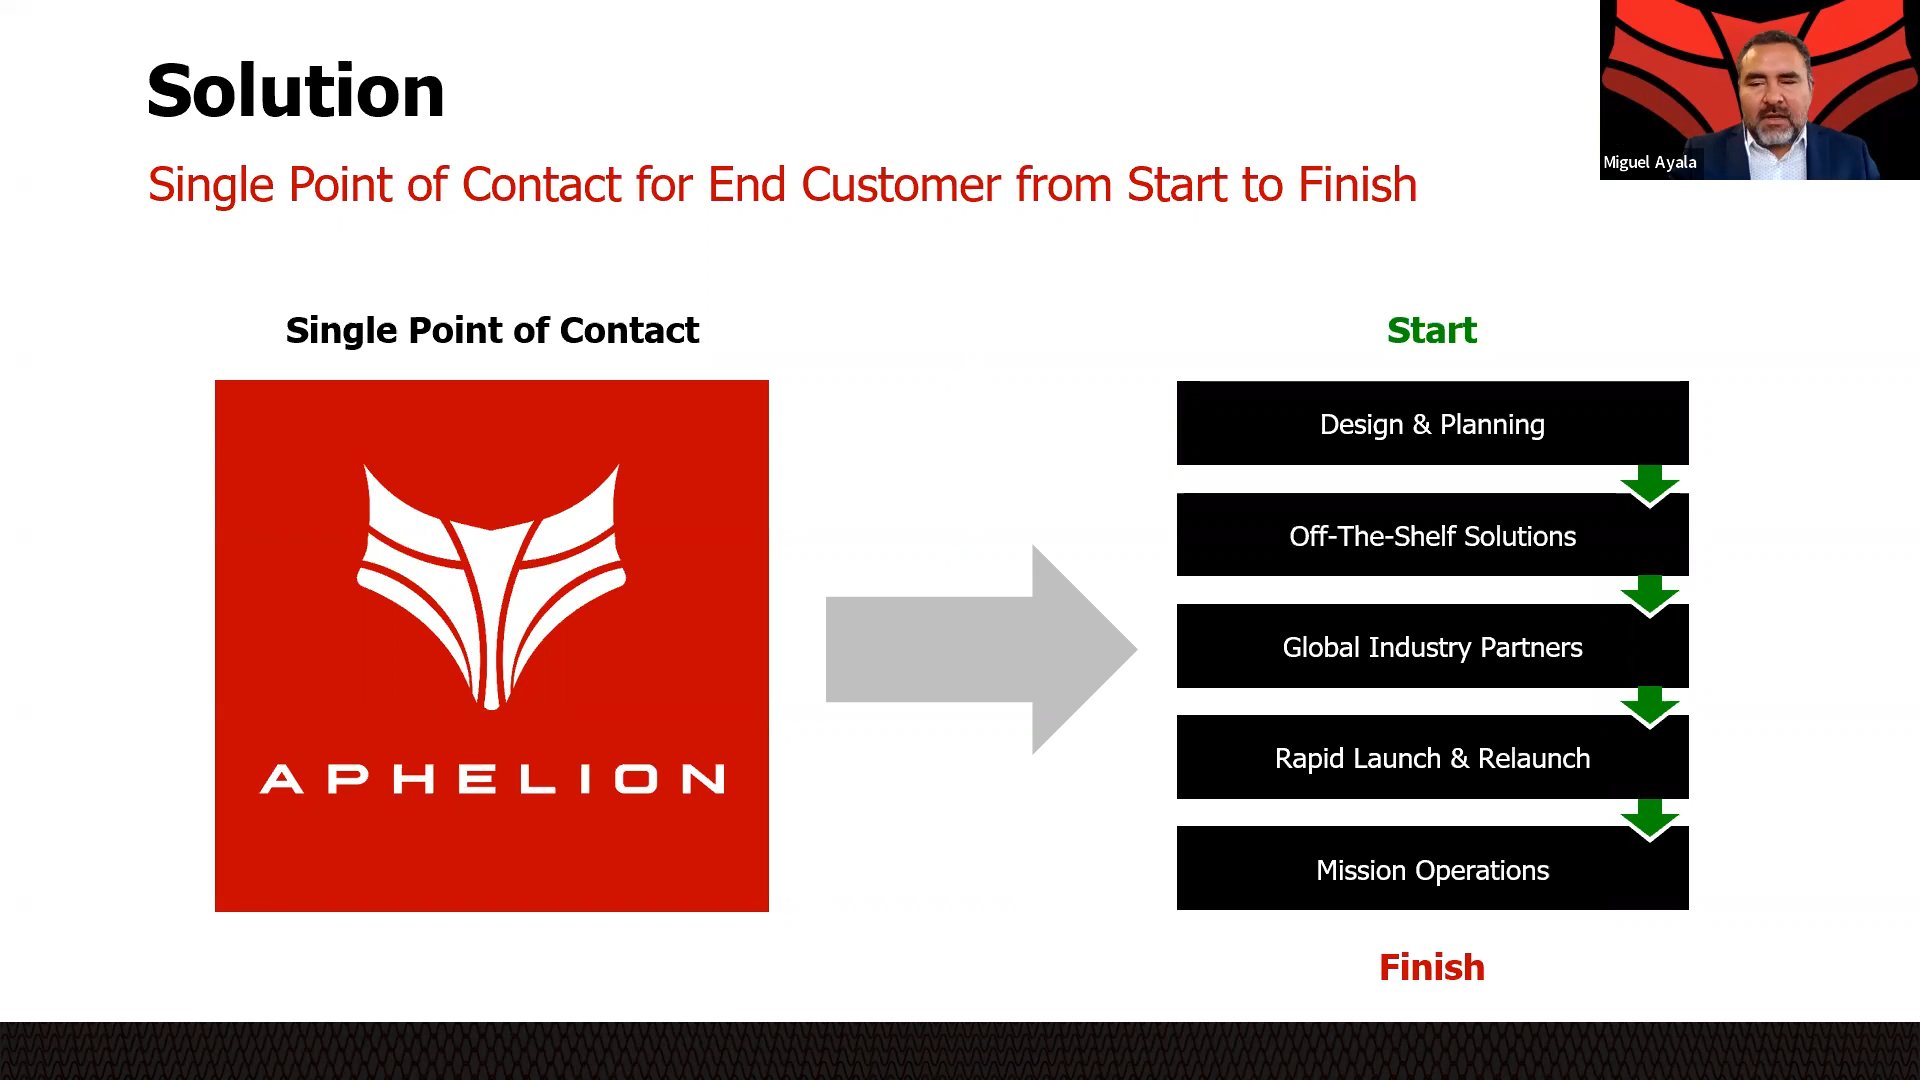 Solution
Single Point of Contact for End Customer from Start to Finish
Miguel Ayala
Single Point of Contact
APHELION
Start
Design & Planning
Off-The-Shelf Solutions
Global Industry Partners
Rapid Launch & Relaunch
Mission Operations
Finish